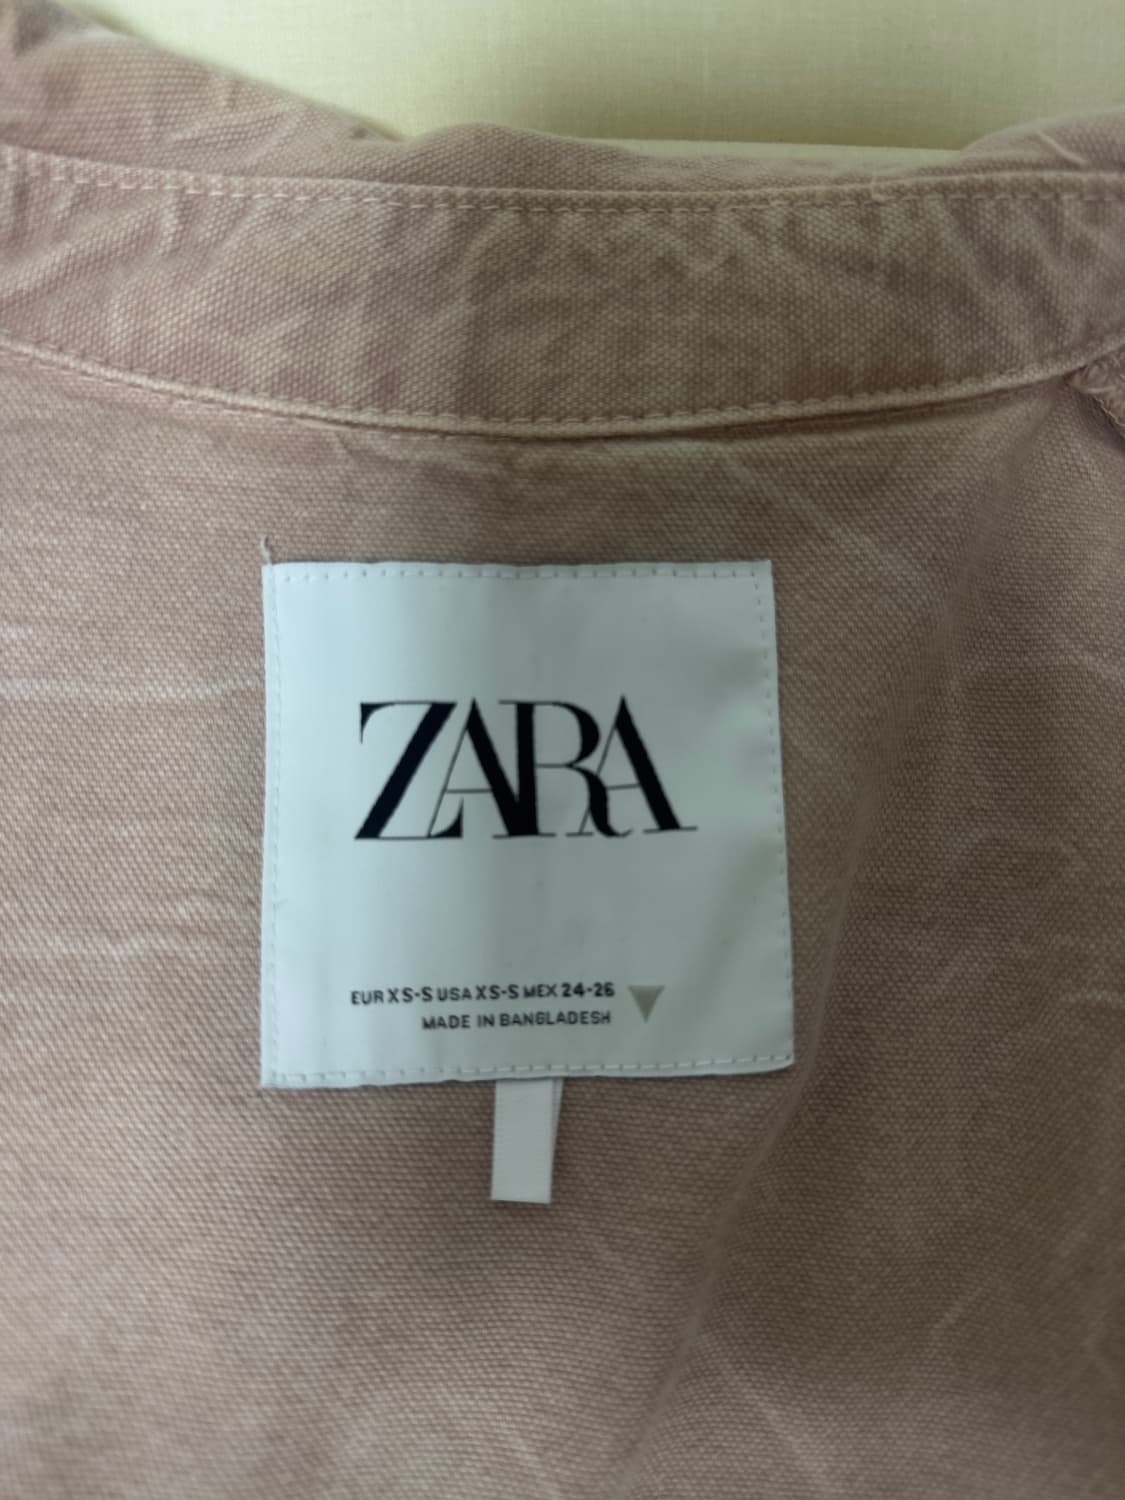 ZARA
EUR XS-S USA XS-S MEX 24-26
MADE IN BANGLADESH